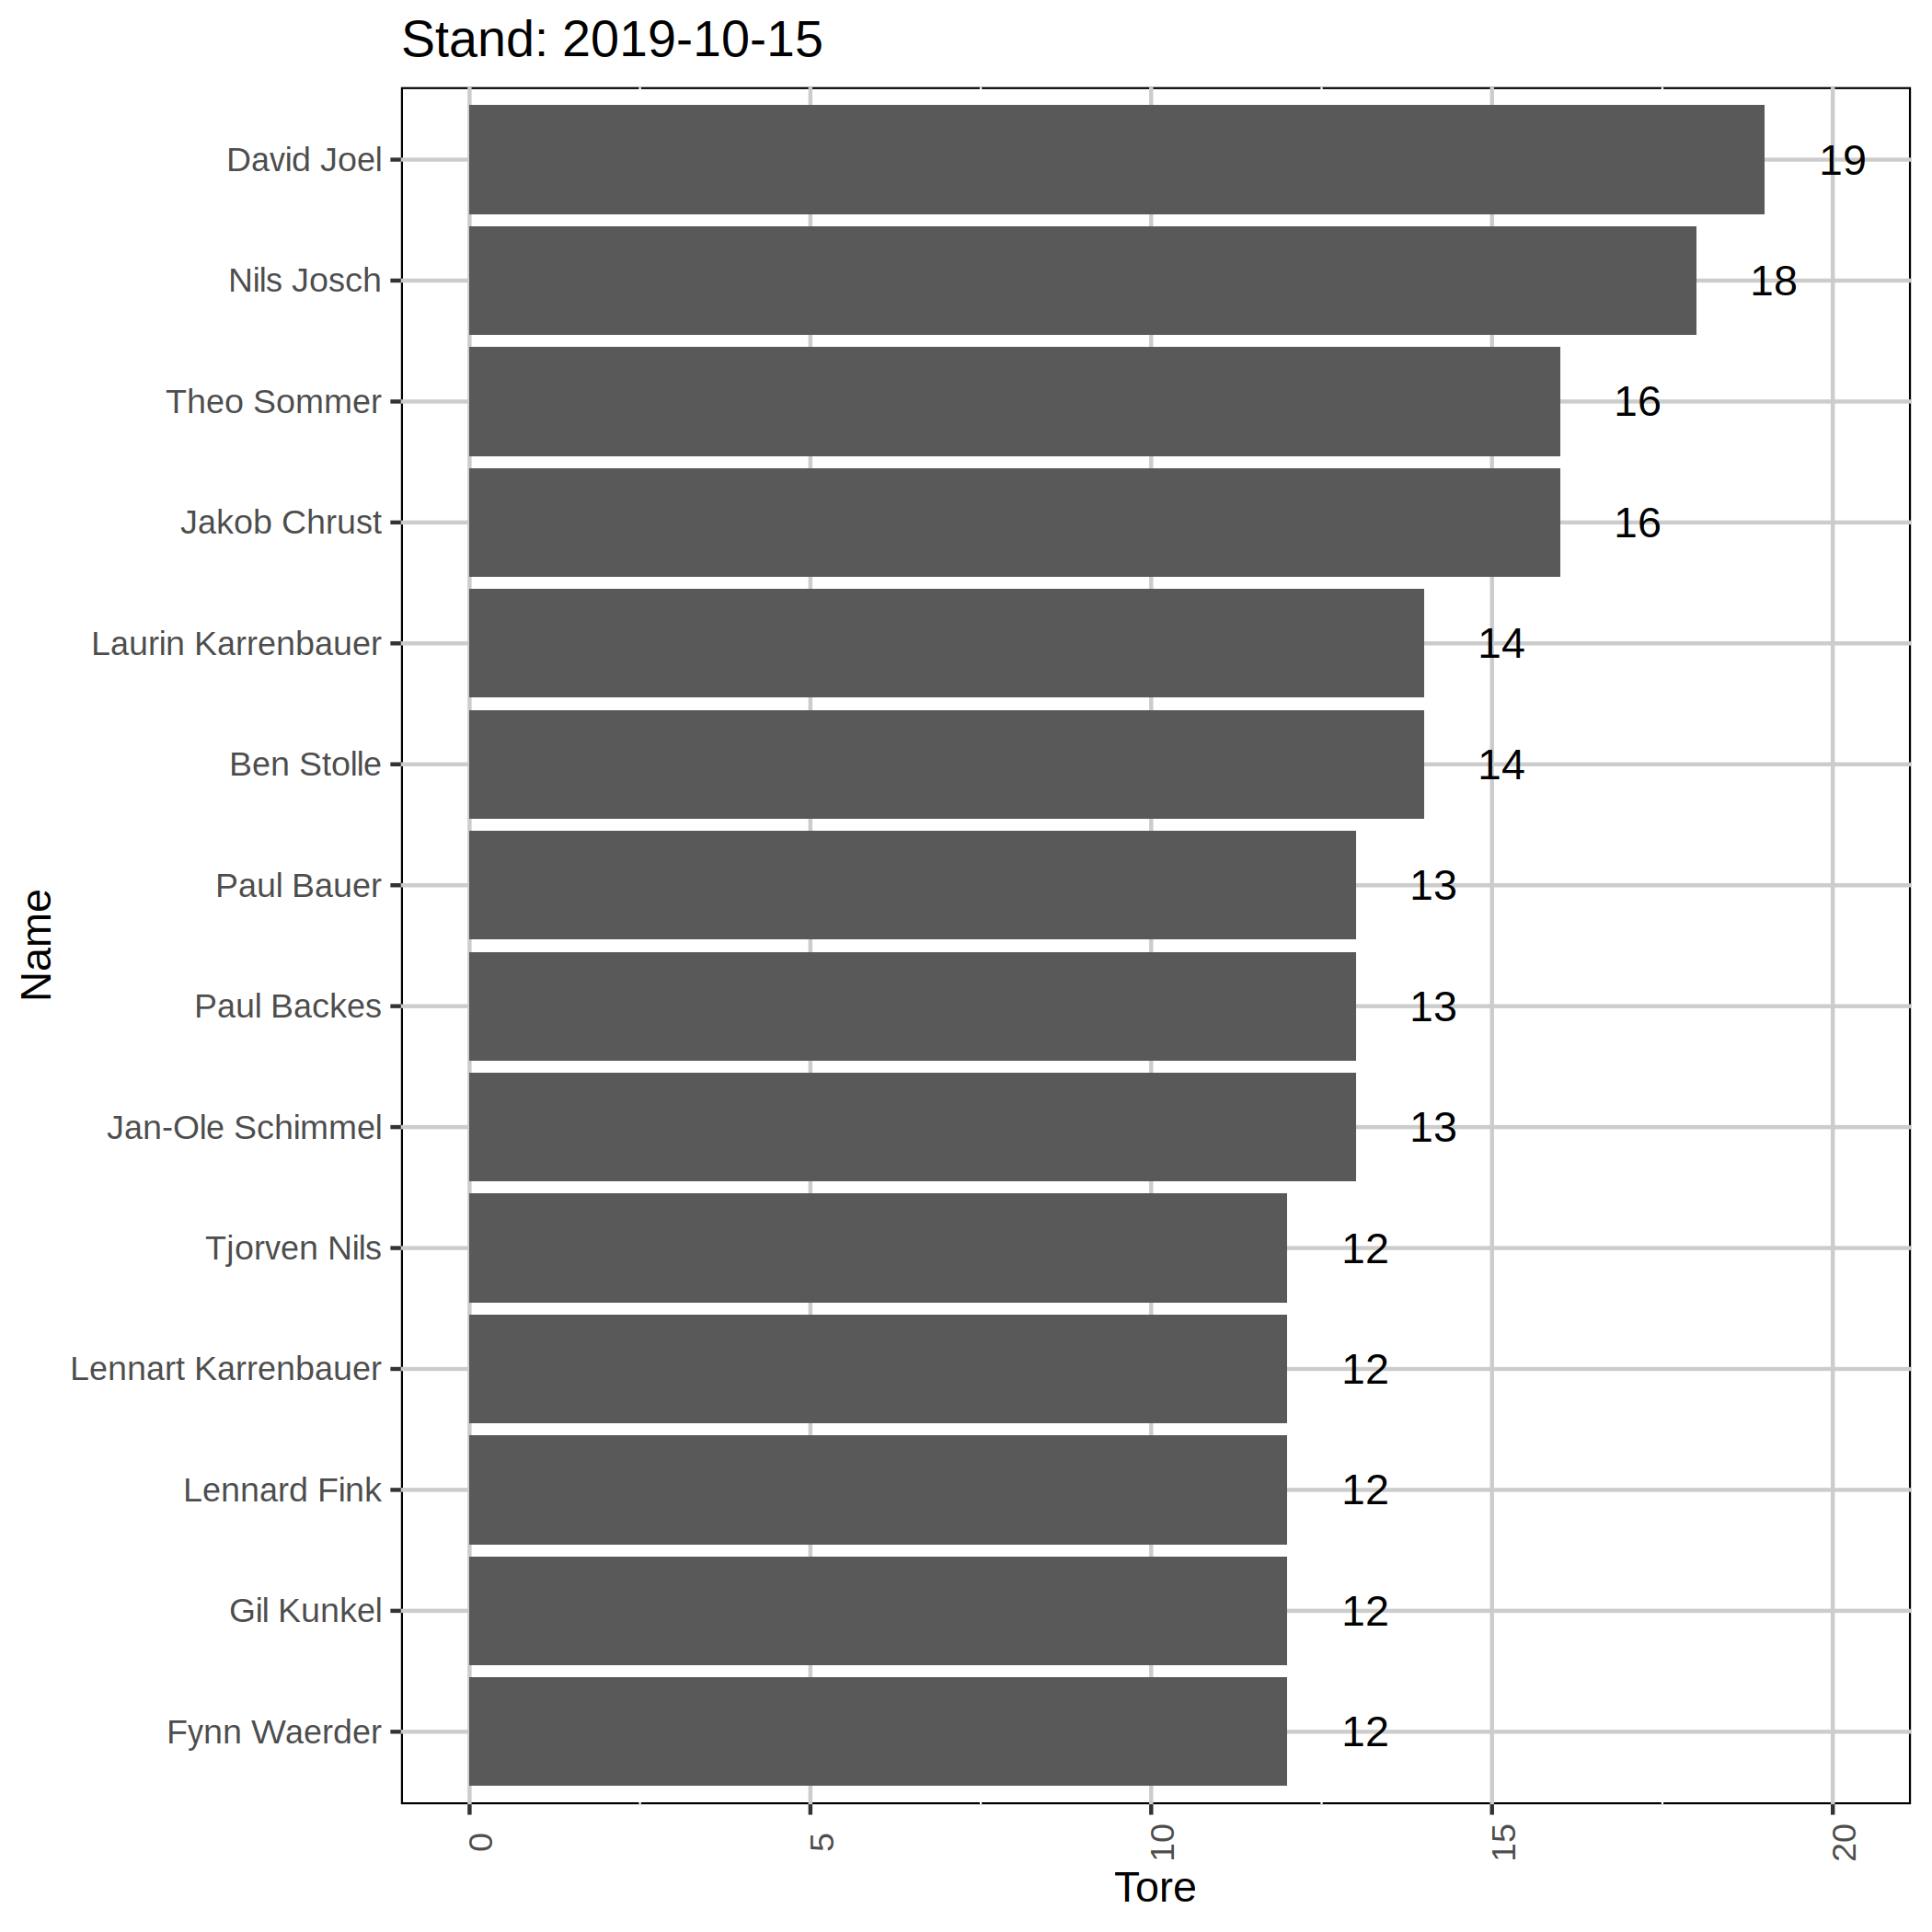 Stand: 2019-10-15
David Joel 19
Nils Josch 18
Theo Sommer 16
Jakob Chrust 16
Laurin Karrenbauer 14
Ben Stolle 14
Paul Bauer 13
Paul Backes 13
Jan-Ole Schimmel 13
Tjorven Nils 12
Lennart Karrenbauer 12
Lennard Fink 12
Gil Kunkel 12
Fynn Waerder 12
Name
0 5 10 15 20
Tore